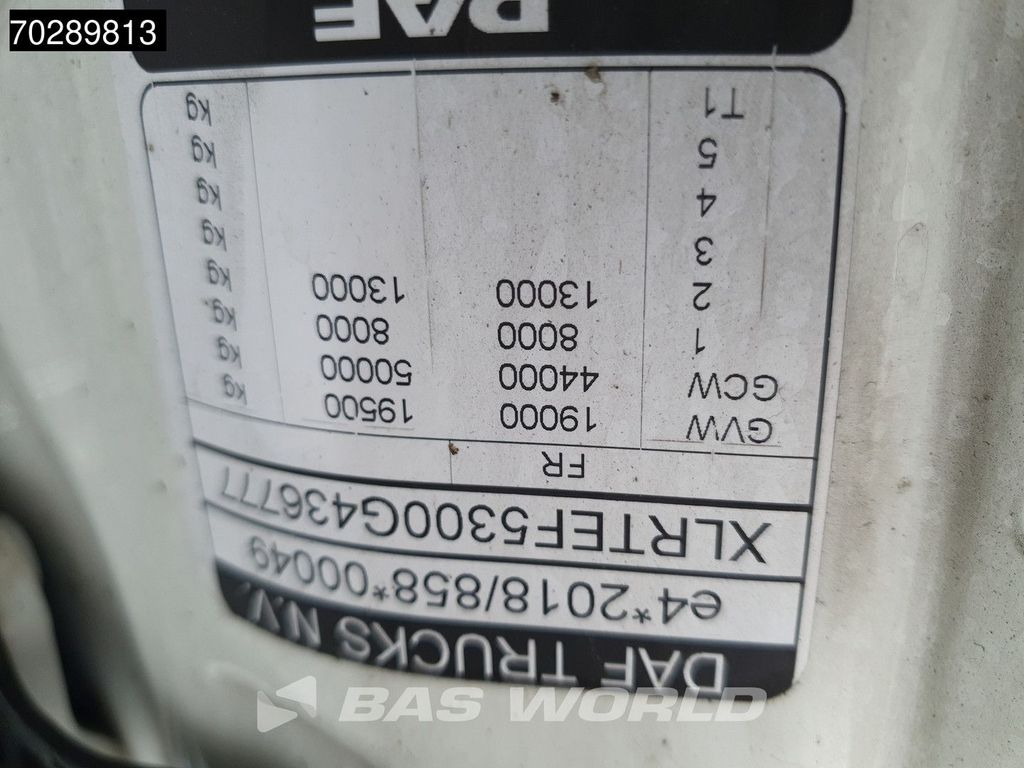 70289813
DAF TRUCKS N.V.
e4*2018/858*00049
XLRTEF5300G436777
FR
GVW 19000 19500 kg
GCW 44000 50000 kg
1 8000 8000 kg.
2 13000 13000 kg
3 kg
4 kg
5 kg
T1 kg
DAF
BAS WORLD